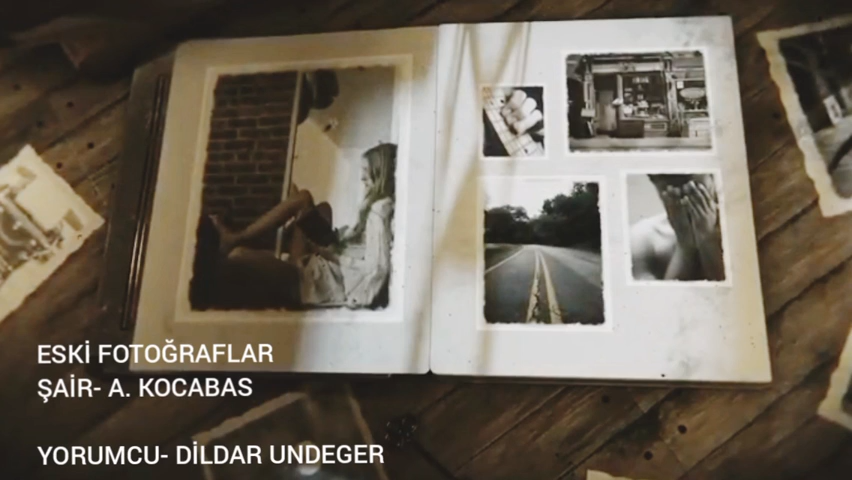 ESKİ FOTOĞRAFLAR
ŞAİR- A. KOCABAS
YORUMCU- DİLDAR UNDEGER